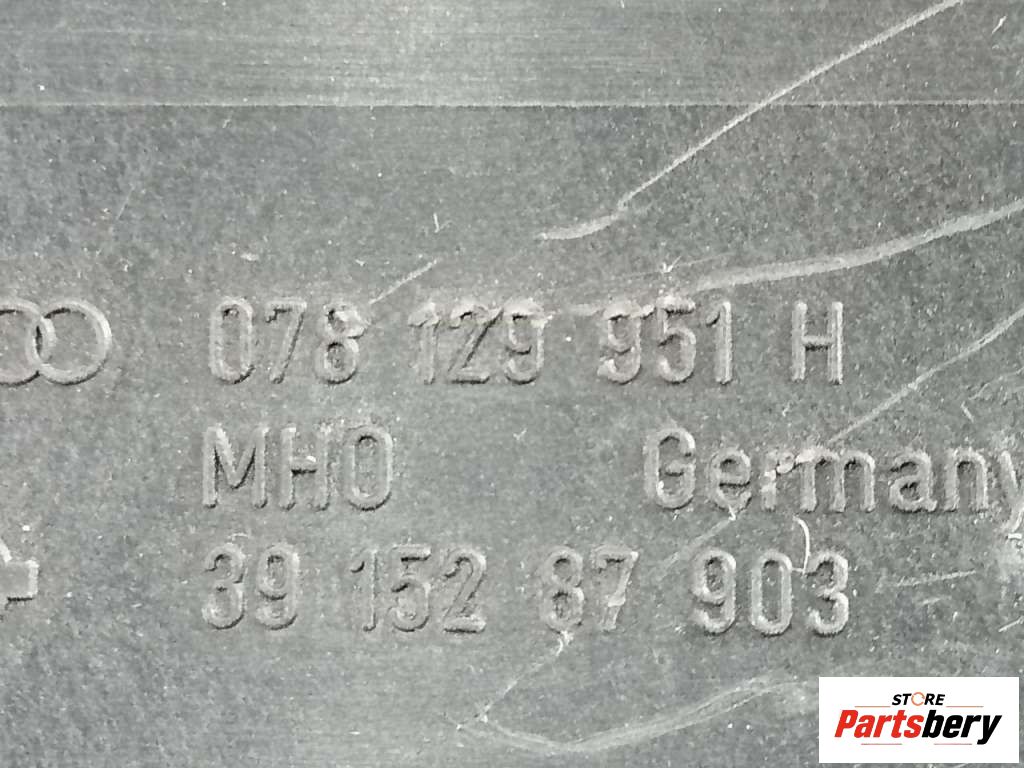 078 129 951 H
MHO Germany
39 152 87 903
STORE
Partsbery